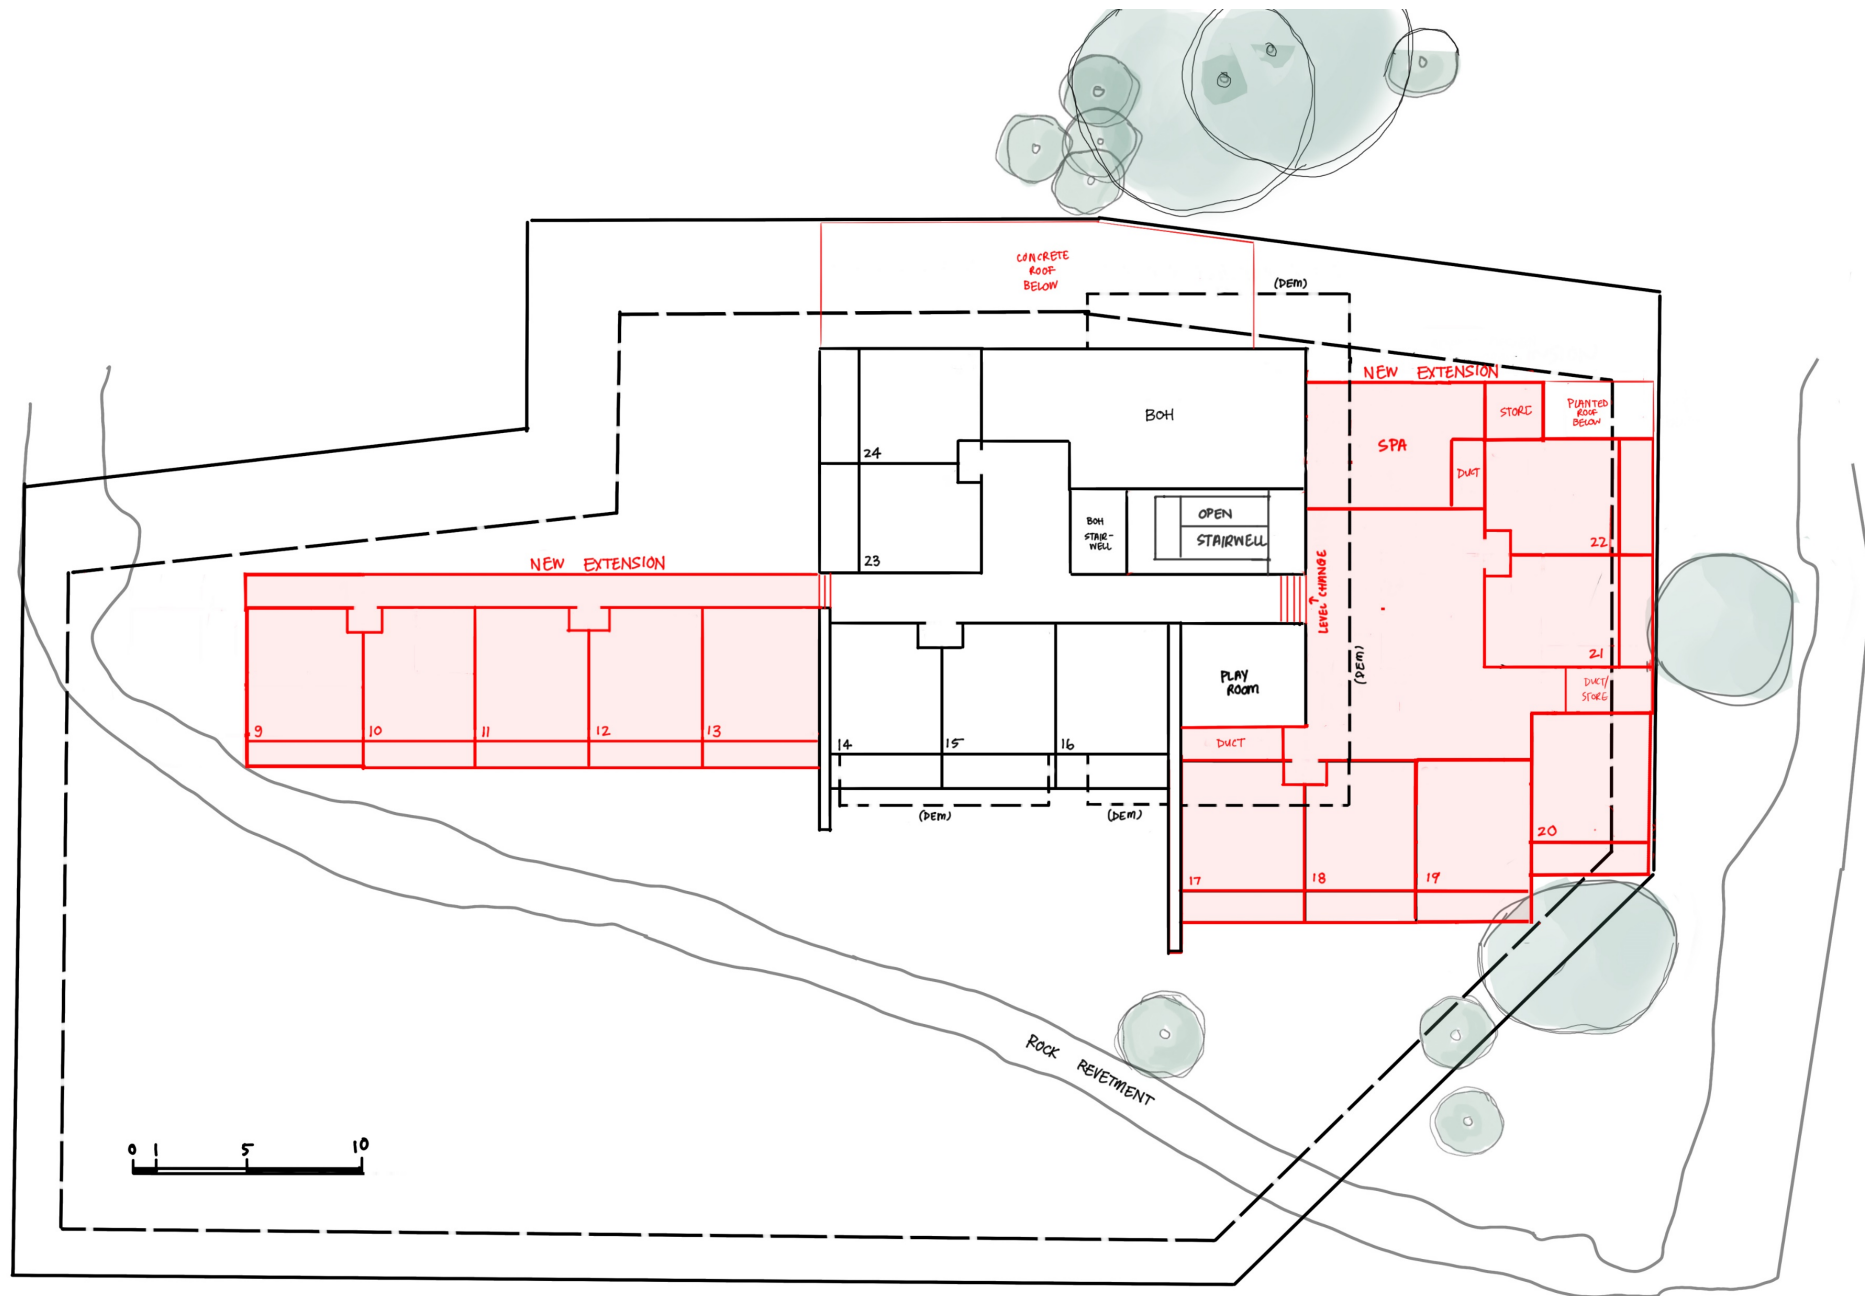 CONCRETE
ROOF
BELOW
(DEM)
NEW EXTENSION
STORE
PLANTED
ROOF
BELOW
BOH
SPA
DUCT
24
BOH
STAIR-
WELL
OPEN
STAIRWELL
22
23
NEW EXTENSION
LEVEL CHANGE
21
(DEM)
PLAY
ROOM
DUCT/
STORE
9
10
11
12
13
14
15
16
DUCT
(DEM)
(DEM)
20
17
18
19
ROCK REVETMENT
0 1 5 10